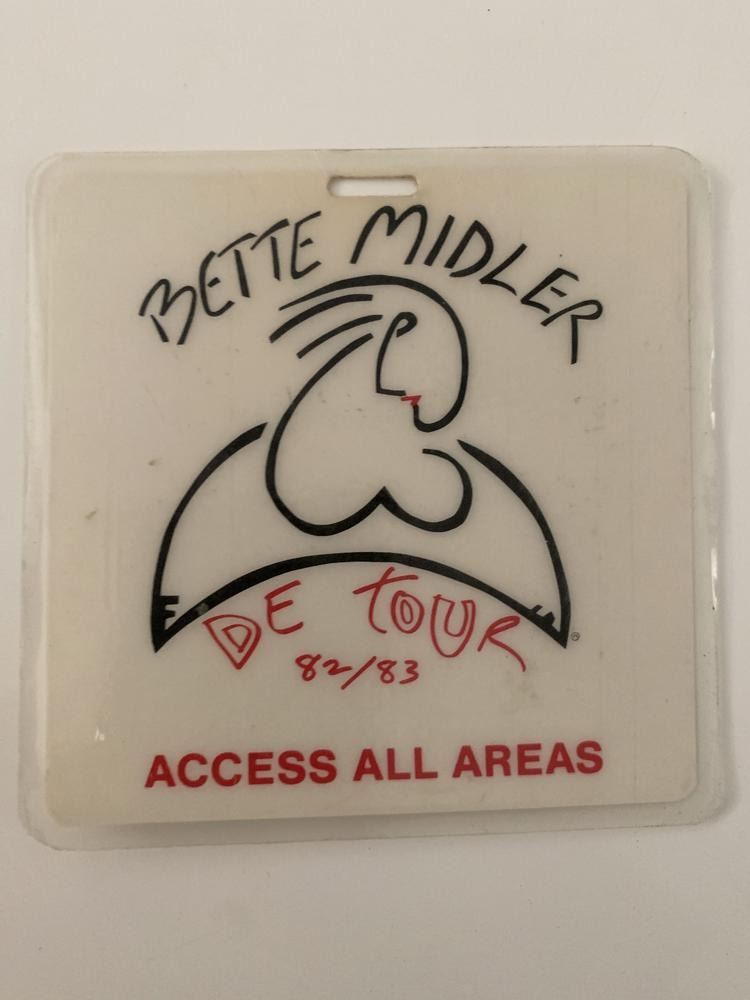 BETTE MIDLER
DE TOUR
82/83
®
ACCESS ALL AREAS